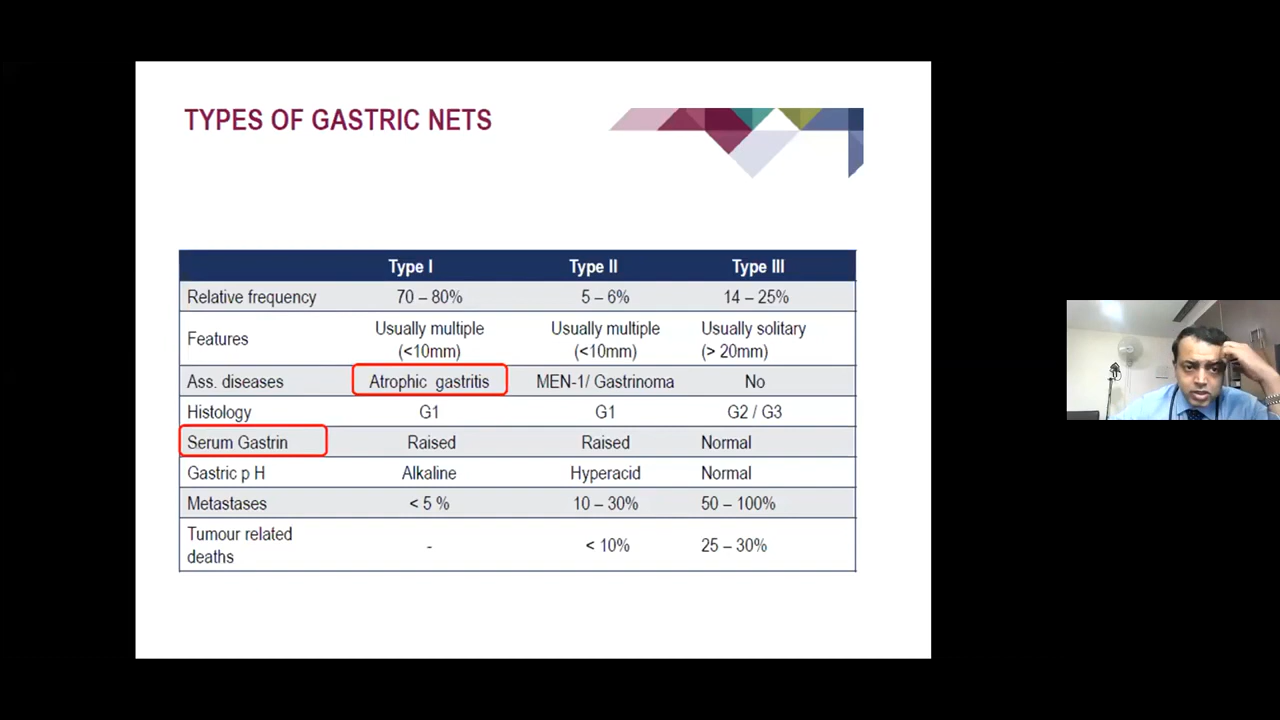 TYPES OF GASTRIC NETS
Type I Type II Type III
Relative frequency 70 – 80% 5 – 6% 14 – 25%
Features Usually multiple (<10mm) Usually multiple (<10mm) Usually solitary (> 20mm)
Ass. diseases Atrophic gastritis MEN-1/ Gastrinoma No
Histology G1 G1 G2 / G3
Serum Gastrin Raised Raised Normal
Gastric p H Alkaline Hyperacid Normal
Metastases < 5 % 10 – 30% 50 – 100%
Tumour related deaths - < 10% 25 – 30%